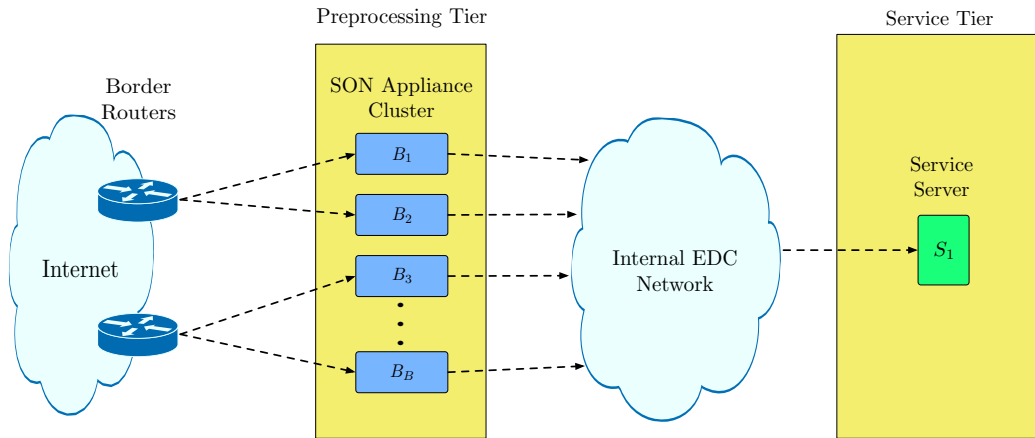 Preprocessing Tier
Service Tier
Border
Routers
SON Appliance
Cluster
B₁
B₂
B₃
B_B
Internet
Internal EDC
Network
Service
Server
S₁